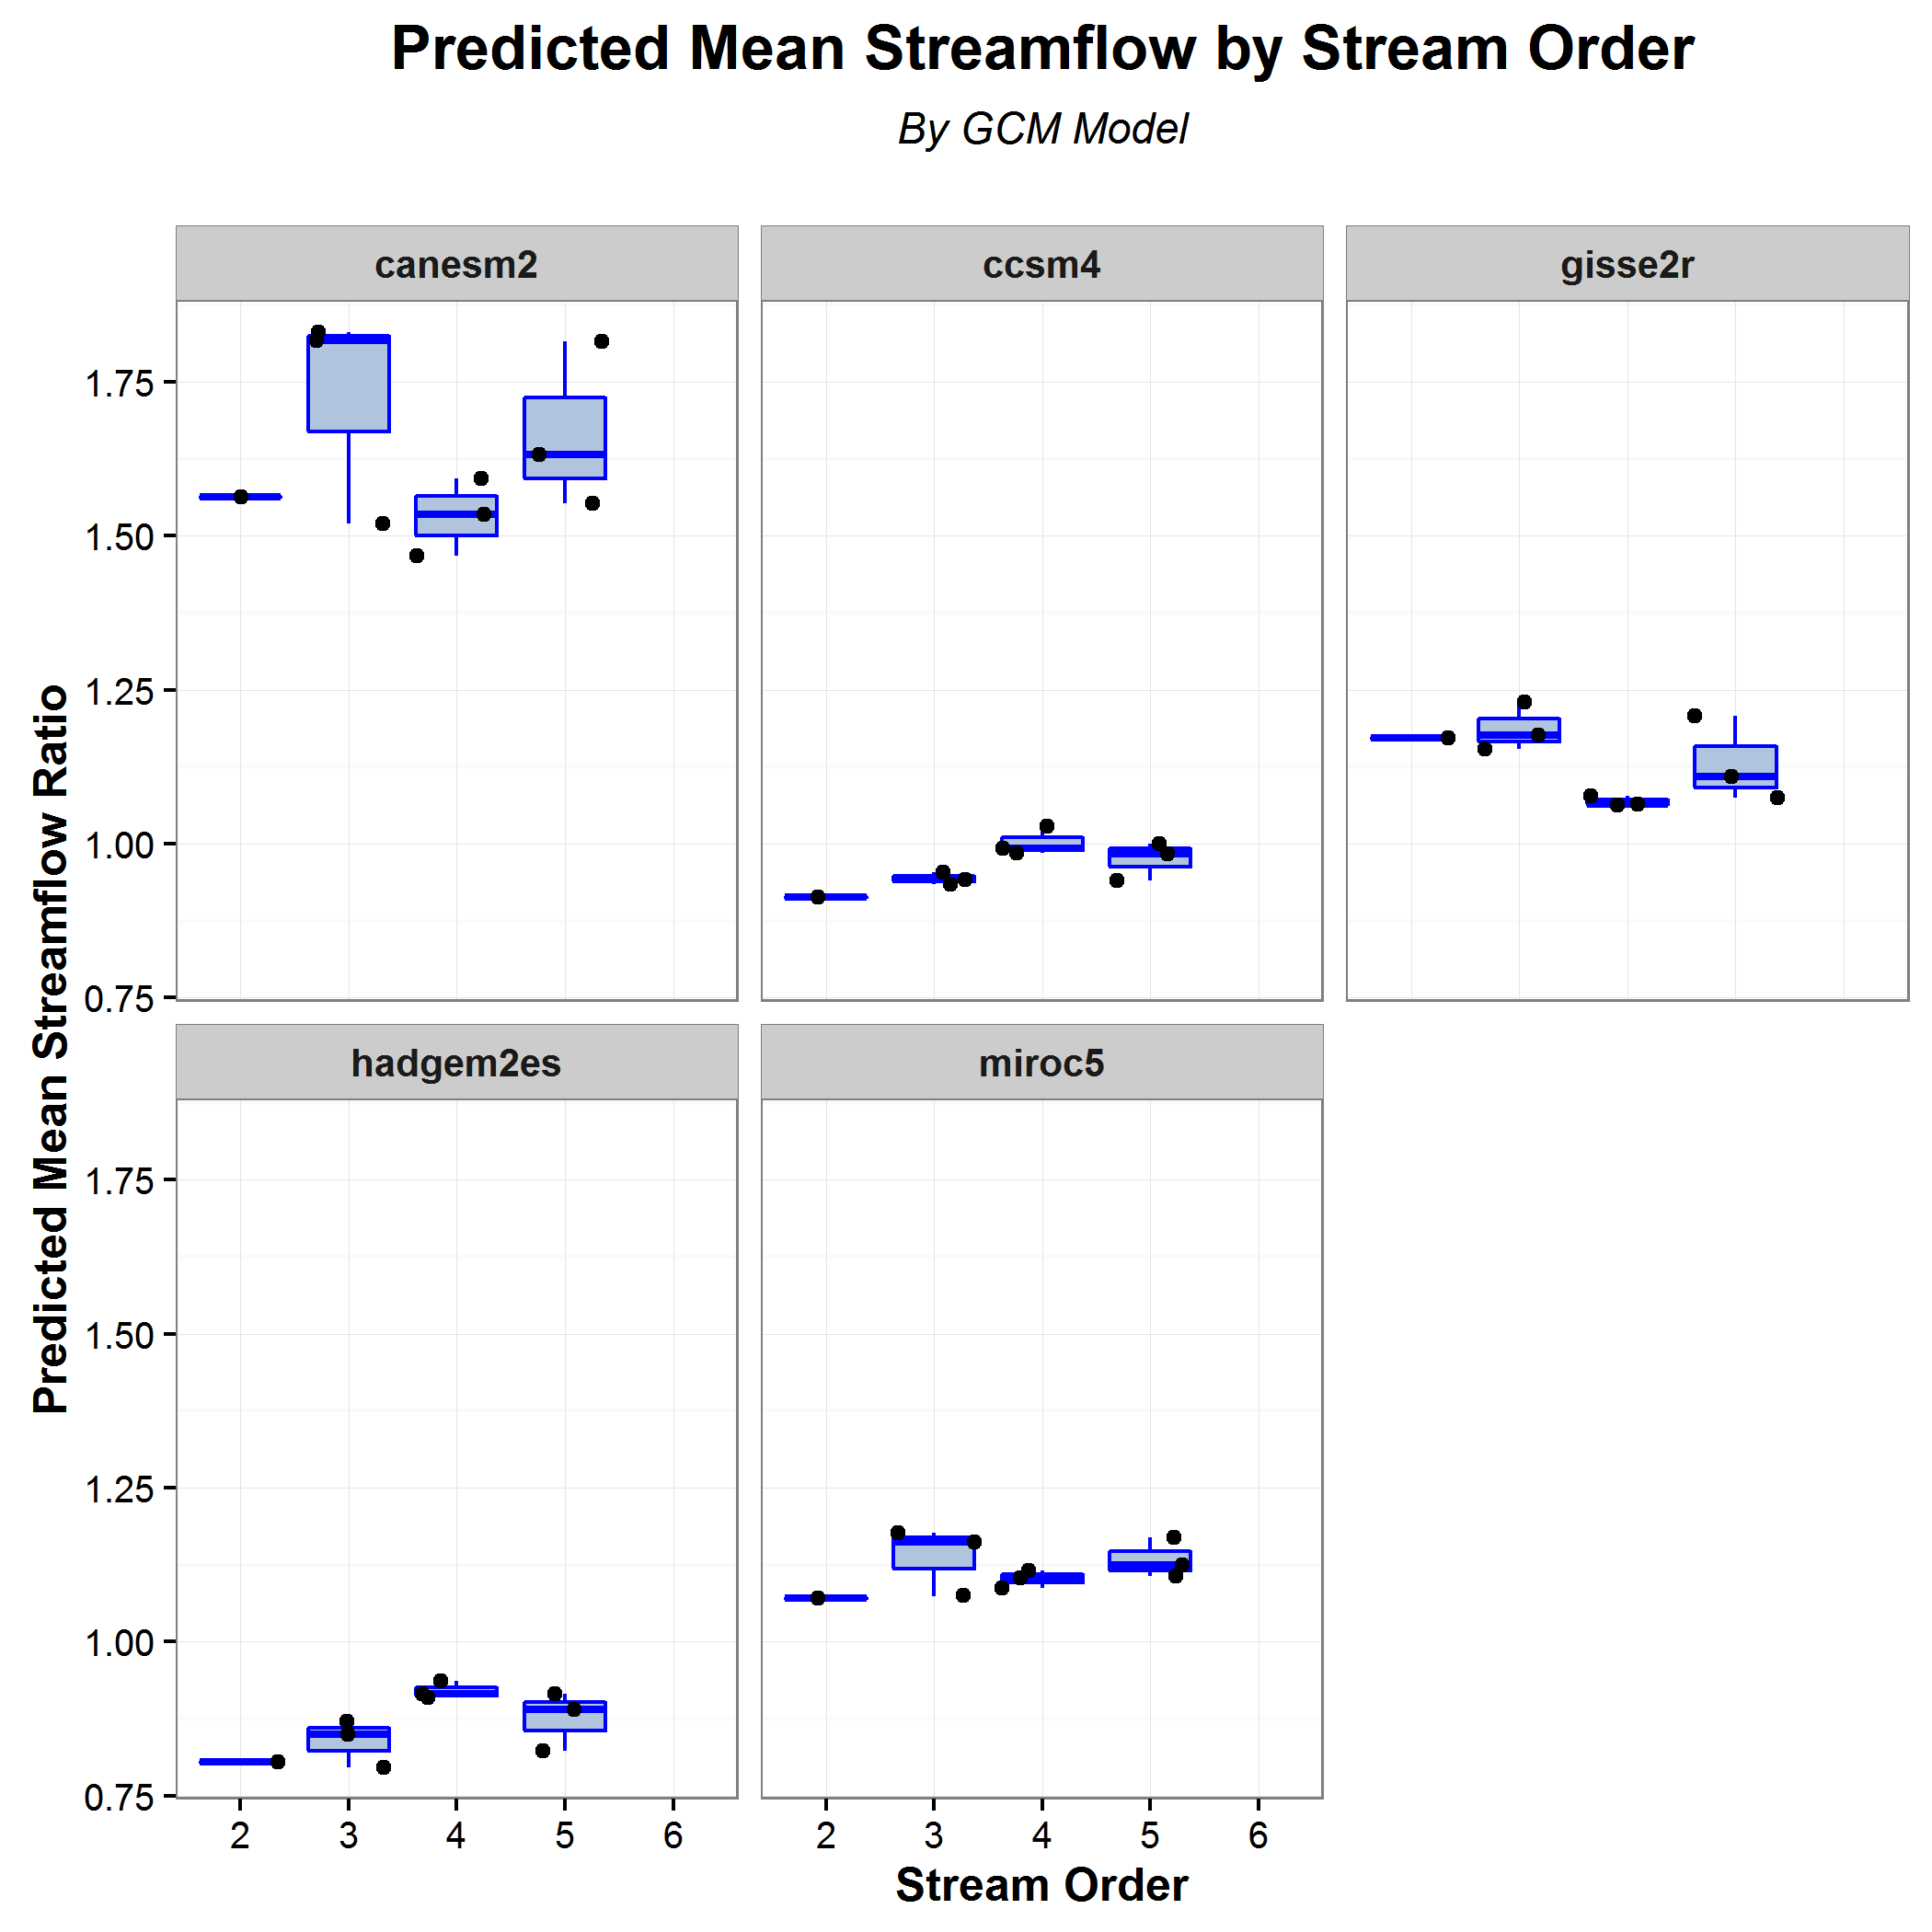 Predicted Mean Streamflow by Stream Order
By GCM Model
canesm2
ccsm4
gisse2r
Predicted Mean Streamflow Ratio
1.75
1.50
1.25
1.00
0.75
hadgem2es
miroc5
1.75
1.50
1.25
1.00
0.75
2 3 4 5 6
2 3 4 5 6
Stream Order